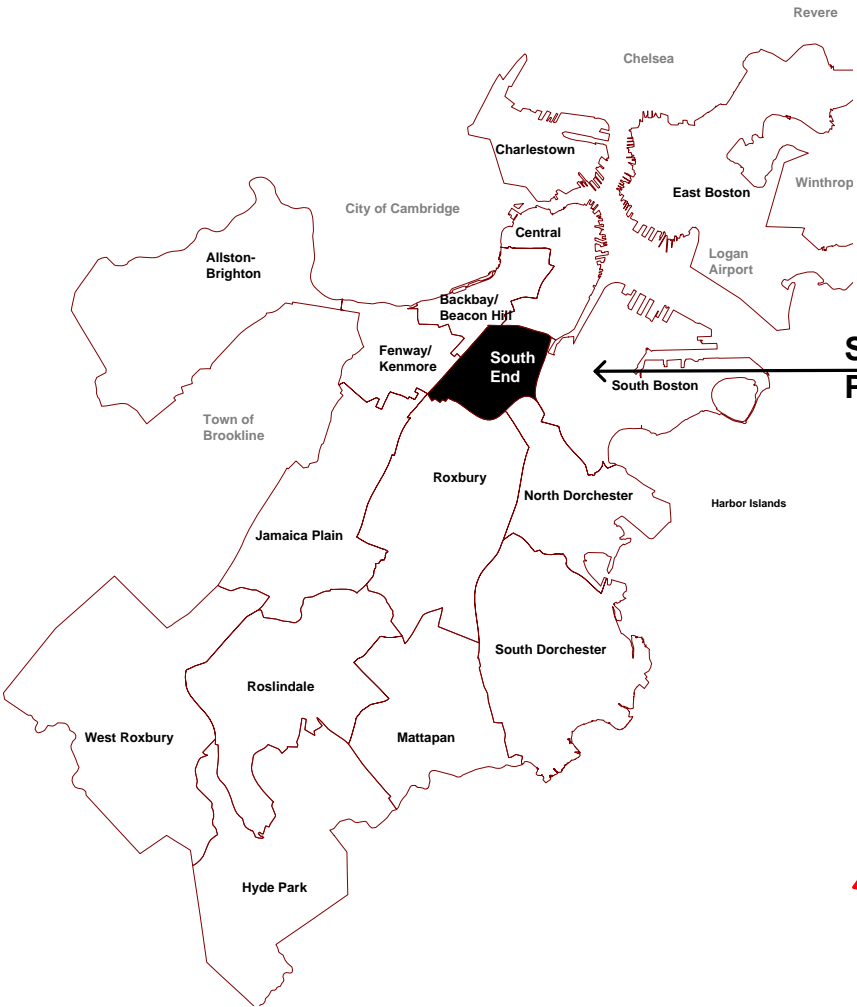 Revere
Chelsea
Charlestown
East Boston
Winthrop
City of Cambridge
Central
Allston-
Brighton
Logan
Airport
Backbay/
Beacon Hill
Fenway/
Kenmore
South
End
S
P
South Boston
Town of
Brookline
Roxbury
North Dorchester
Harbor Islands
Jamaica Plain
South Dorchester
Roslindale
West Roxbury
Mattapan
Hyde Park